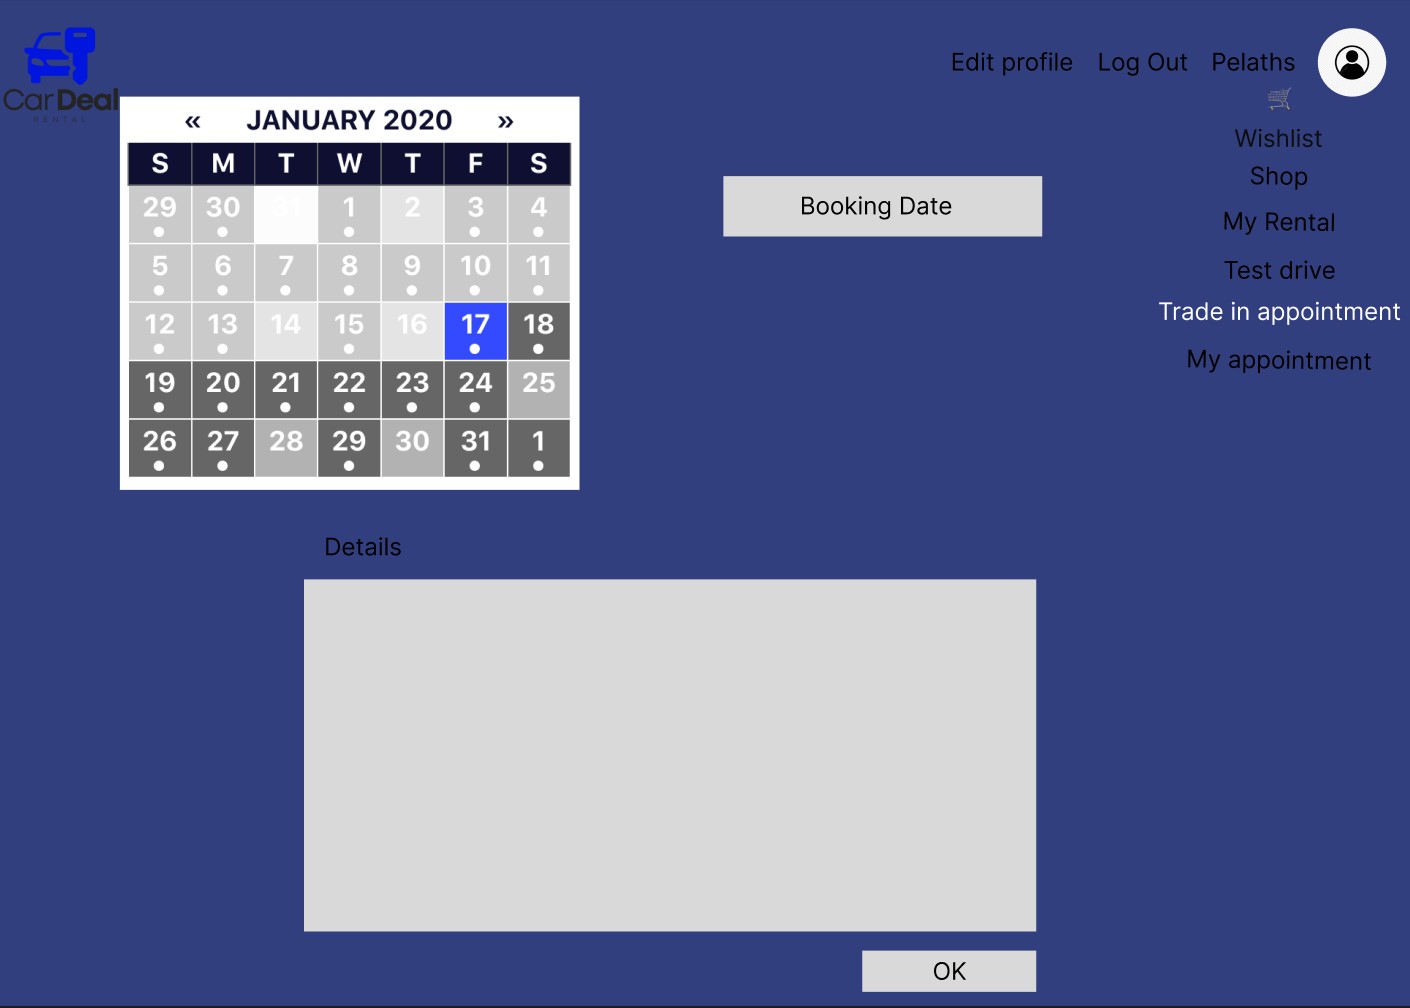 Edit profile Log Out Pelaths
CarDeal
RENTAL
« JANUARY 2020 »
S M T W T F S
29 30 31 1 2 3 4
5 6 7 8 9 10 11
12 13 14 15 16 17 18
19 20 21 22 23 24 25
26 27 28 29 30 31 1
Booking Date
Wishlist
Shop
My Rental
Test drive
Trade in appointment
My appointment
Details
OK